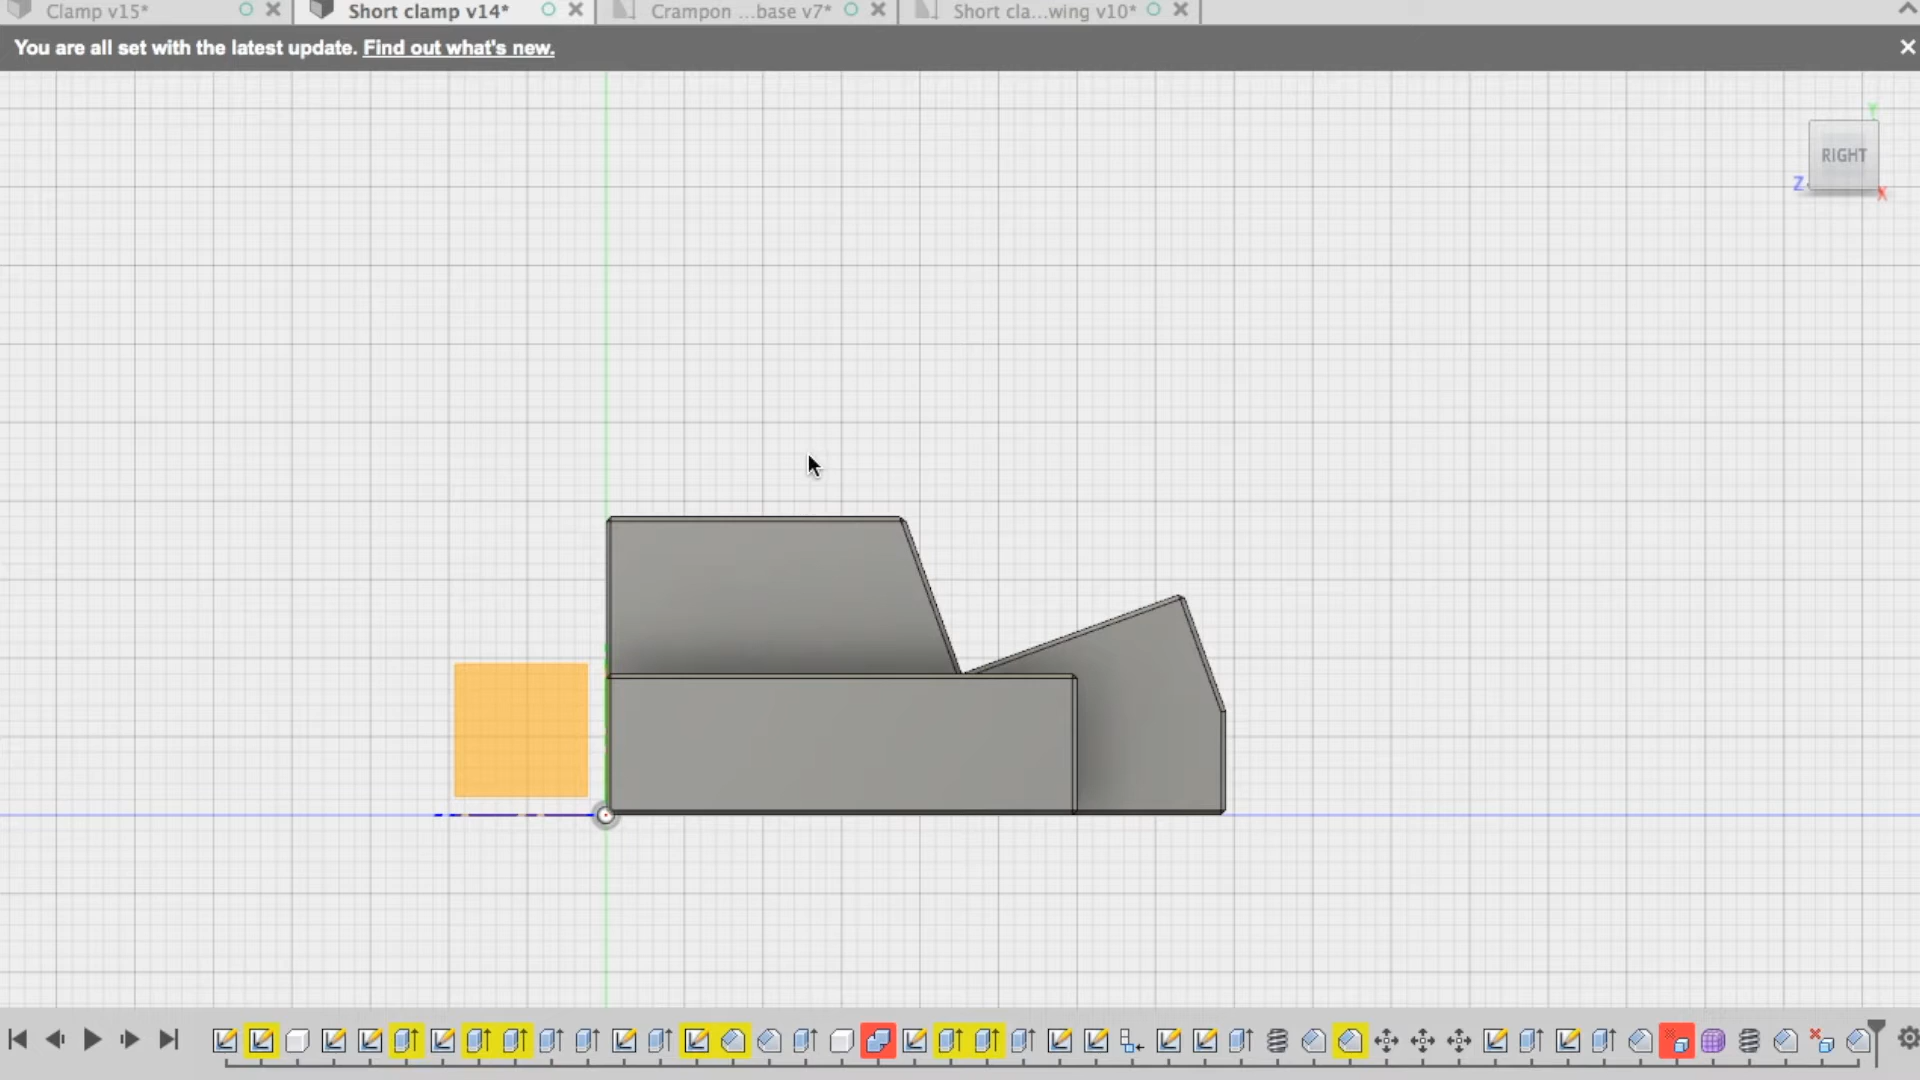 Clamp v15*
Short clamp v14*
Crampon ...base v7*
Short cla...wing v10*
You are all set with the latest update. Find out what's new.
Y
RIGHT
Z
X